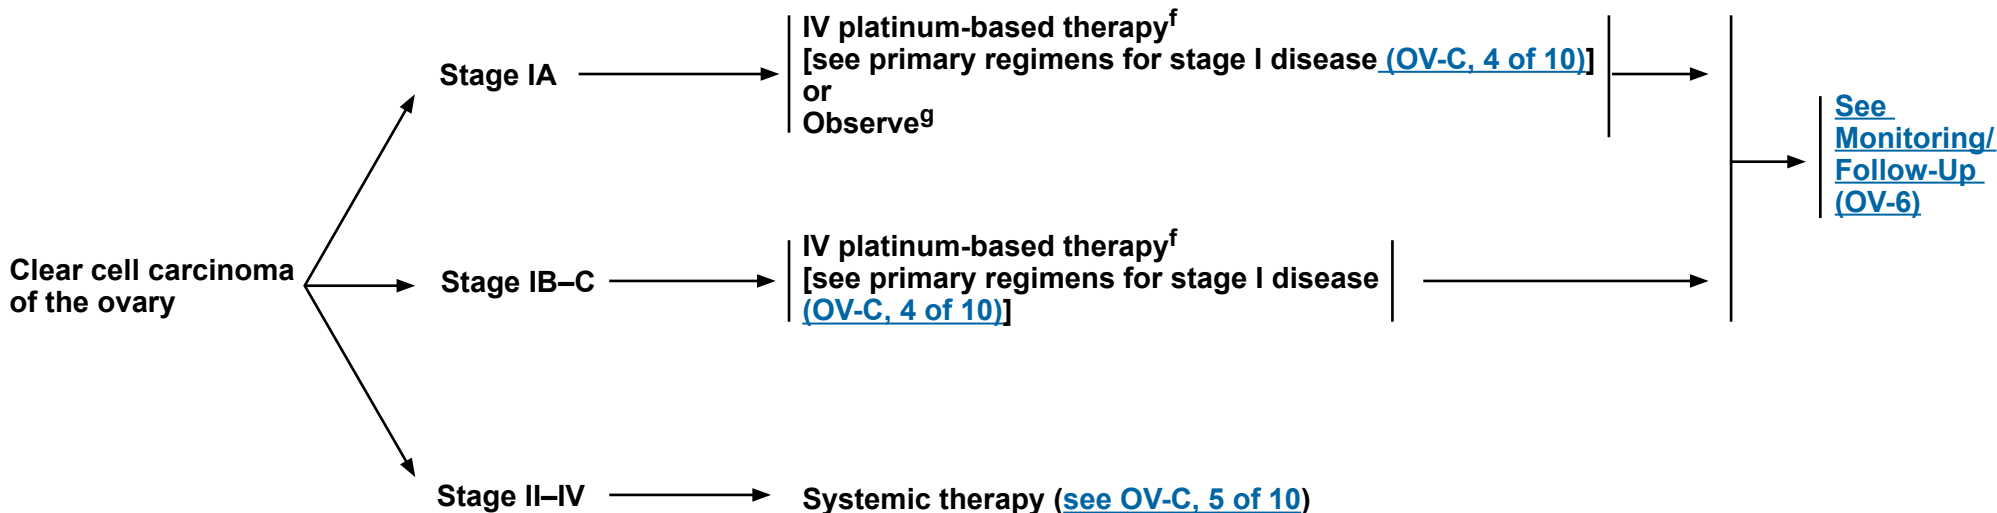 Clear cell carcinoma
of the ovary
Stage IA
IV platinum-based therapyf
[see primary regimens for stage I disease (OV-C, 4 of 10)]
or
Observeg
Stage IB–C
IV platinum-based therapyf
[see primary regimens for stage I disease
(OV-C, 4 of 10)]
Stage II–IV
Systemic therapy (see OV-C, 5 of 10)
See
Monitoring/
Follow-Up
(OV-6)